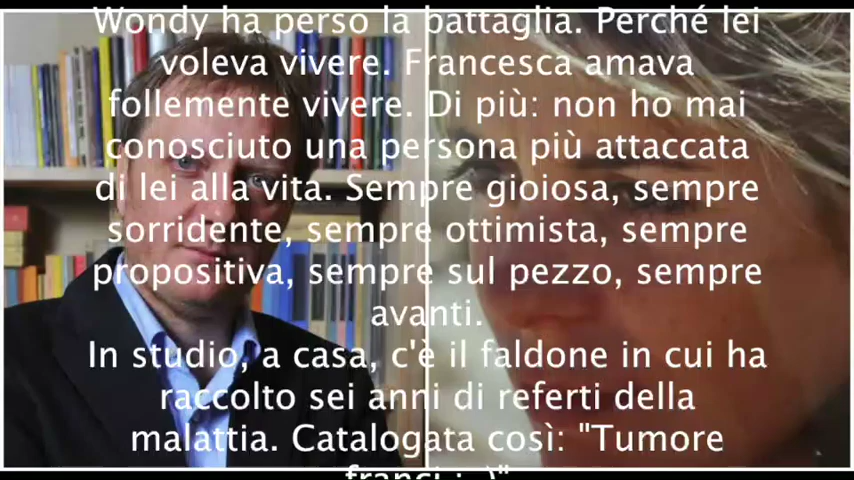 Wondy ha perso la battaglia. Perché lei
voleva vivere. Francesca amava
follemente vivere. Di più: non ho mai
conosciuto una persona più attaccata
di lei alla vita. Sempre gioiosa, sempre
sorridente, sempre ottimista, sempre
propositiva, sempre sul pezzo, sempre
avanti.
In studio, a casa, c'è il faldone in cui ha
raccolto sei anni di referti della
malattia. Catalogata così: "Tumore